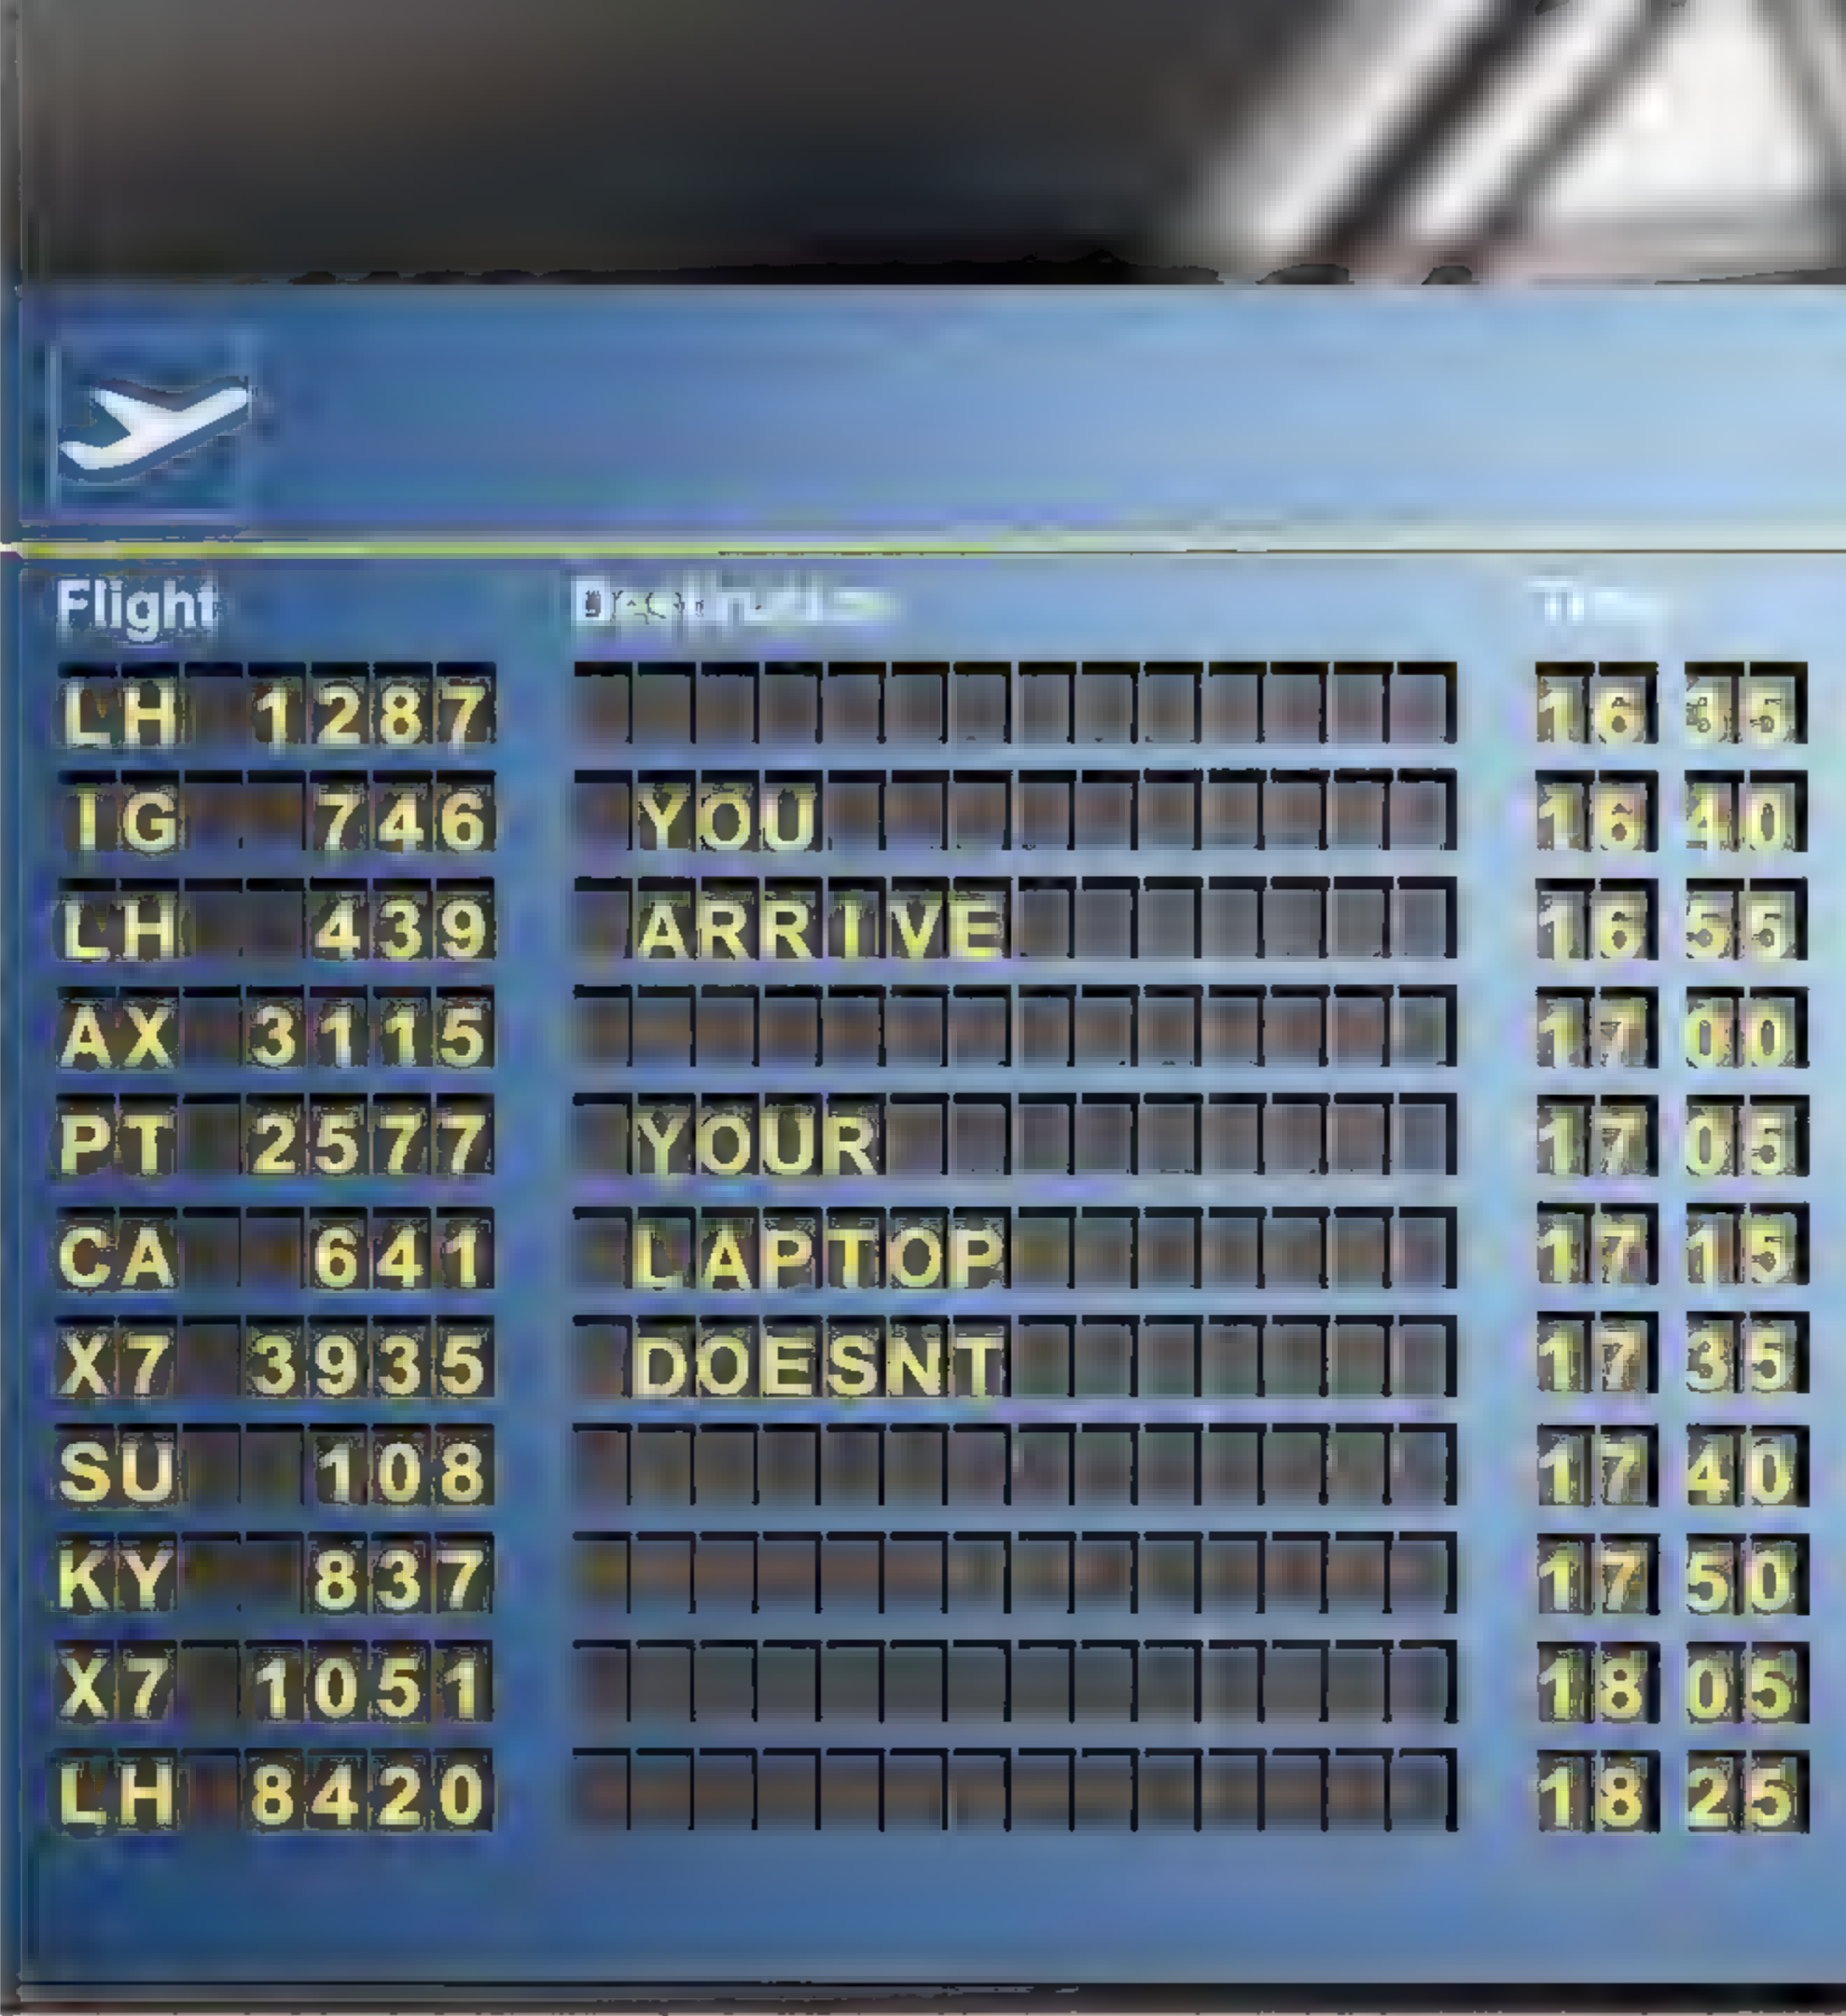 Flight Destination Time
LH 1287 16 35
IG 746 YOU 16 40
LH 439 ARRIVE 16 55
AX 3115 17 00
PT 2577 YOUR 17 05
CA 641 LAPTOP 17 15
X7 3935 DOESNT 17 35
SU 108 17 40
KY 837 17 50
X7 1051 18 05
LH 8420 18 25